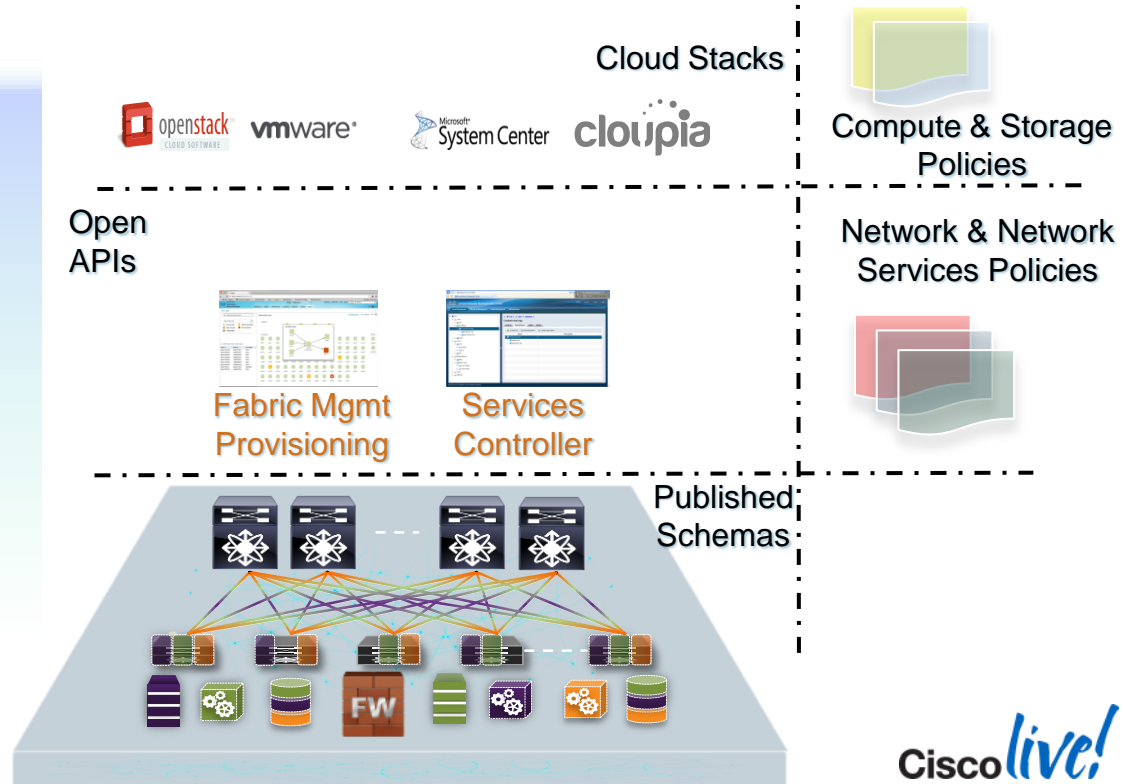 Cloud Stacks
openstack
CLOUD SOFTWARE
vmware
Microsoft
System Center
cloupia
Compute & Storage
Policies
Open
APIs
Network & Network
Services Policies
Fabric Mgmt
Provisioning
Services
Controller
Published
Schemas
FW
Cisco live!